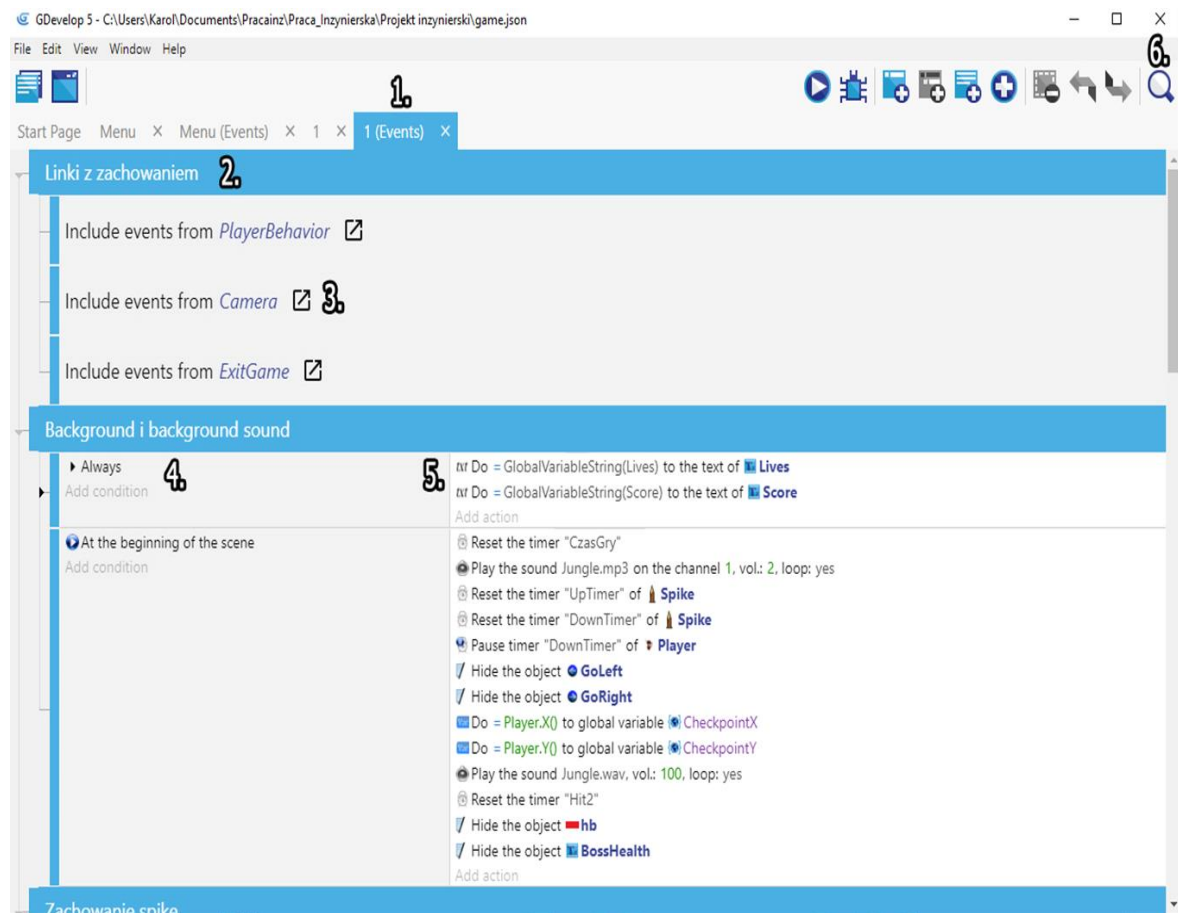 GDevelop 5 - C:\Users\Karol\Documents\Pracainz\Praca_Inzynierska\Projekt inzynierski\game.json
File Edit View Window Help
6.
1.
Start Page Menu × Menu (Events) × 1 × 1 (Events) ×
Linki z zachowaniem 2.
Include events from PlayerBehavior
Include events from Camera 3.
Include events from ExitGame
Background i background sound
Always
Add condition
4.
5.
txt Do = GlobalVariableString(Lives) to the text of Lives
txt Do = GlobalVariableString(Score) to the text of Score
Add action
At the beginning of the scene
Add condition
Reset the timer "CzasGry"
Play the sound Jungle.mp3 on the channel 1, vol.: 2, loop: yes
Reset the timer "UpTimer" of Spike
Reset the timer "DownTimer" of Spike
Pause timer "DownTimer" of Player
Hide the object GoLeft
Hide the object GoRight
Do = Player.X() to global variable CheckpointX
Do = Player.Y() to global variable CheckpointY
Play the sound Jungle.wav, vol.: 100, loop: yes
Reset the timer "Hit2"
Hide the object hb
Hide the object BossHealth
Add action
Zachowanie spike